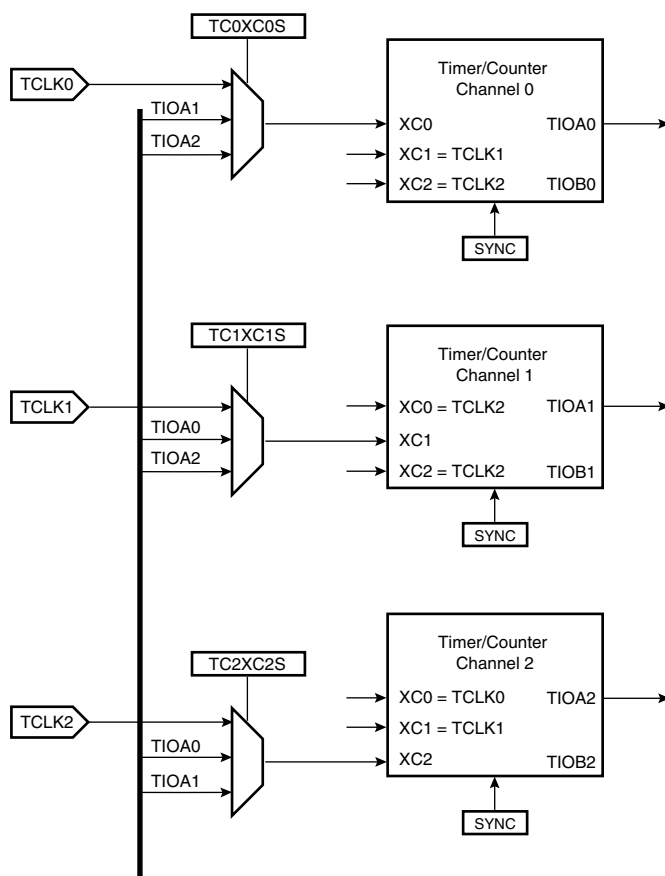 TC0XC0S
TCLK0
TIOA1
TIOA2
Timer/Counter
Channel 0
XC0
TIOA0
XC1 = TCLK1
XC2 = TCLK2
TIOB0
SYNC
TC1XC1S
TCLK1
TIOA0
TIOA2
Timer/Counter
Channel 1
XC0 = TCLK2
TIOA1
XC1
XC2 = TCLK2
TIOB1
SYNC
TC2XC2S
TCLK2
TIOA0
TIOA1
Timer/Counter
Channel 2
XC0 = TCLK0
TIOA2
XC1 = TCLK1
XC2
TIOB2
SYNC